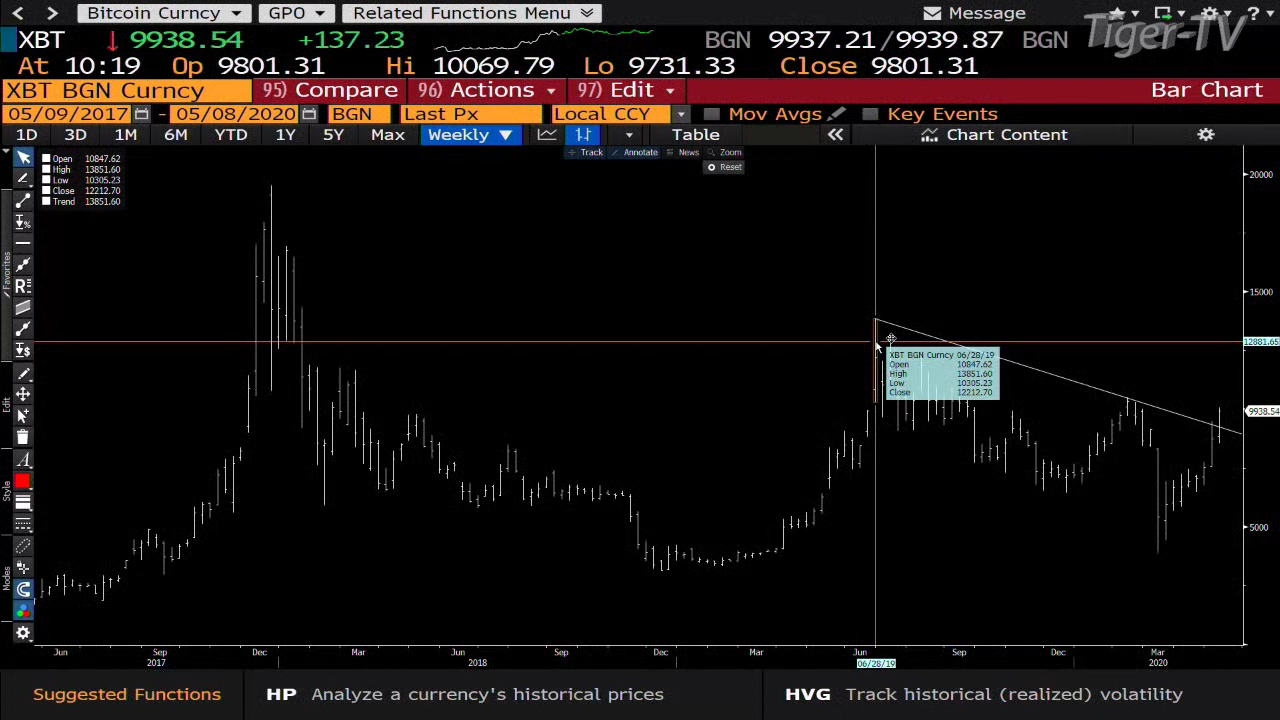 Bitcoin Curncy GPO Related Functions Menu Message
Tiger-TV
XBT 9938.54 +137.23 BGN 9937.21/9939.87 BGN
At 10:19 Op 9801.31 Hi 10069.79 Lo 9731.33 Close 9801.31
XBT BGN Curncy 95) Compare 96) Actions 97) Edit Bar Chart
05/09/2017 - 05/08/2020 BGN Last Px Local CCY Mov Avgs Key Events
1D 3D 1M 6M YTD 1Y 5Y Max Weekly Table Chart Content
Track Annotate News Zoom
Reset
Open 10847.62
High 13851.60
Low 10305.23
Close 12212.70
Trend 13851.60
20000
15000
12881.65
9938.54
5000
XBT BGN Curncy 06/28/19
Open 10847.62
High 13851.60
Low 10305.23
Close 12212.70
Favorites
Edit
Style
Modes
Jun Sep Dec Mar Jun Sep Dec Mar Jun Sep Dec Mar
2017 2018 06/28/19 2020
Suggested Functions HP Analyze a currency's historical prices HVG Track historical (realized) volatility